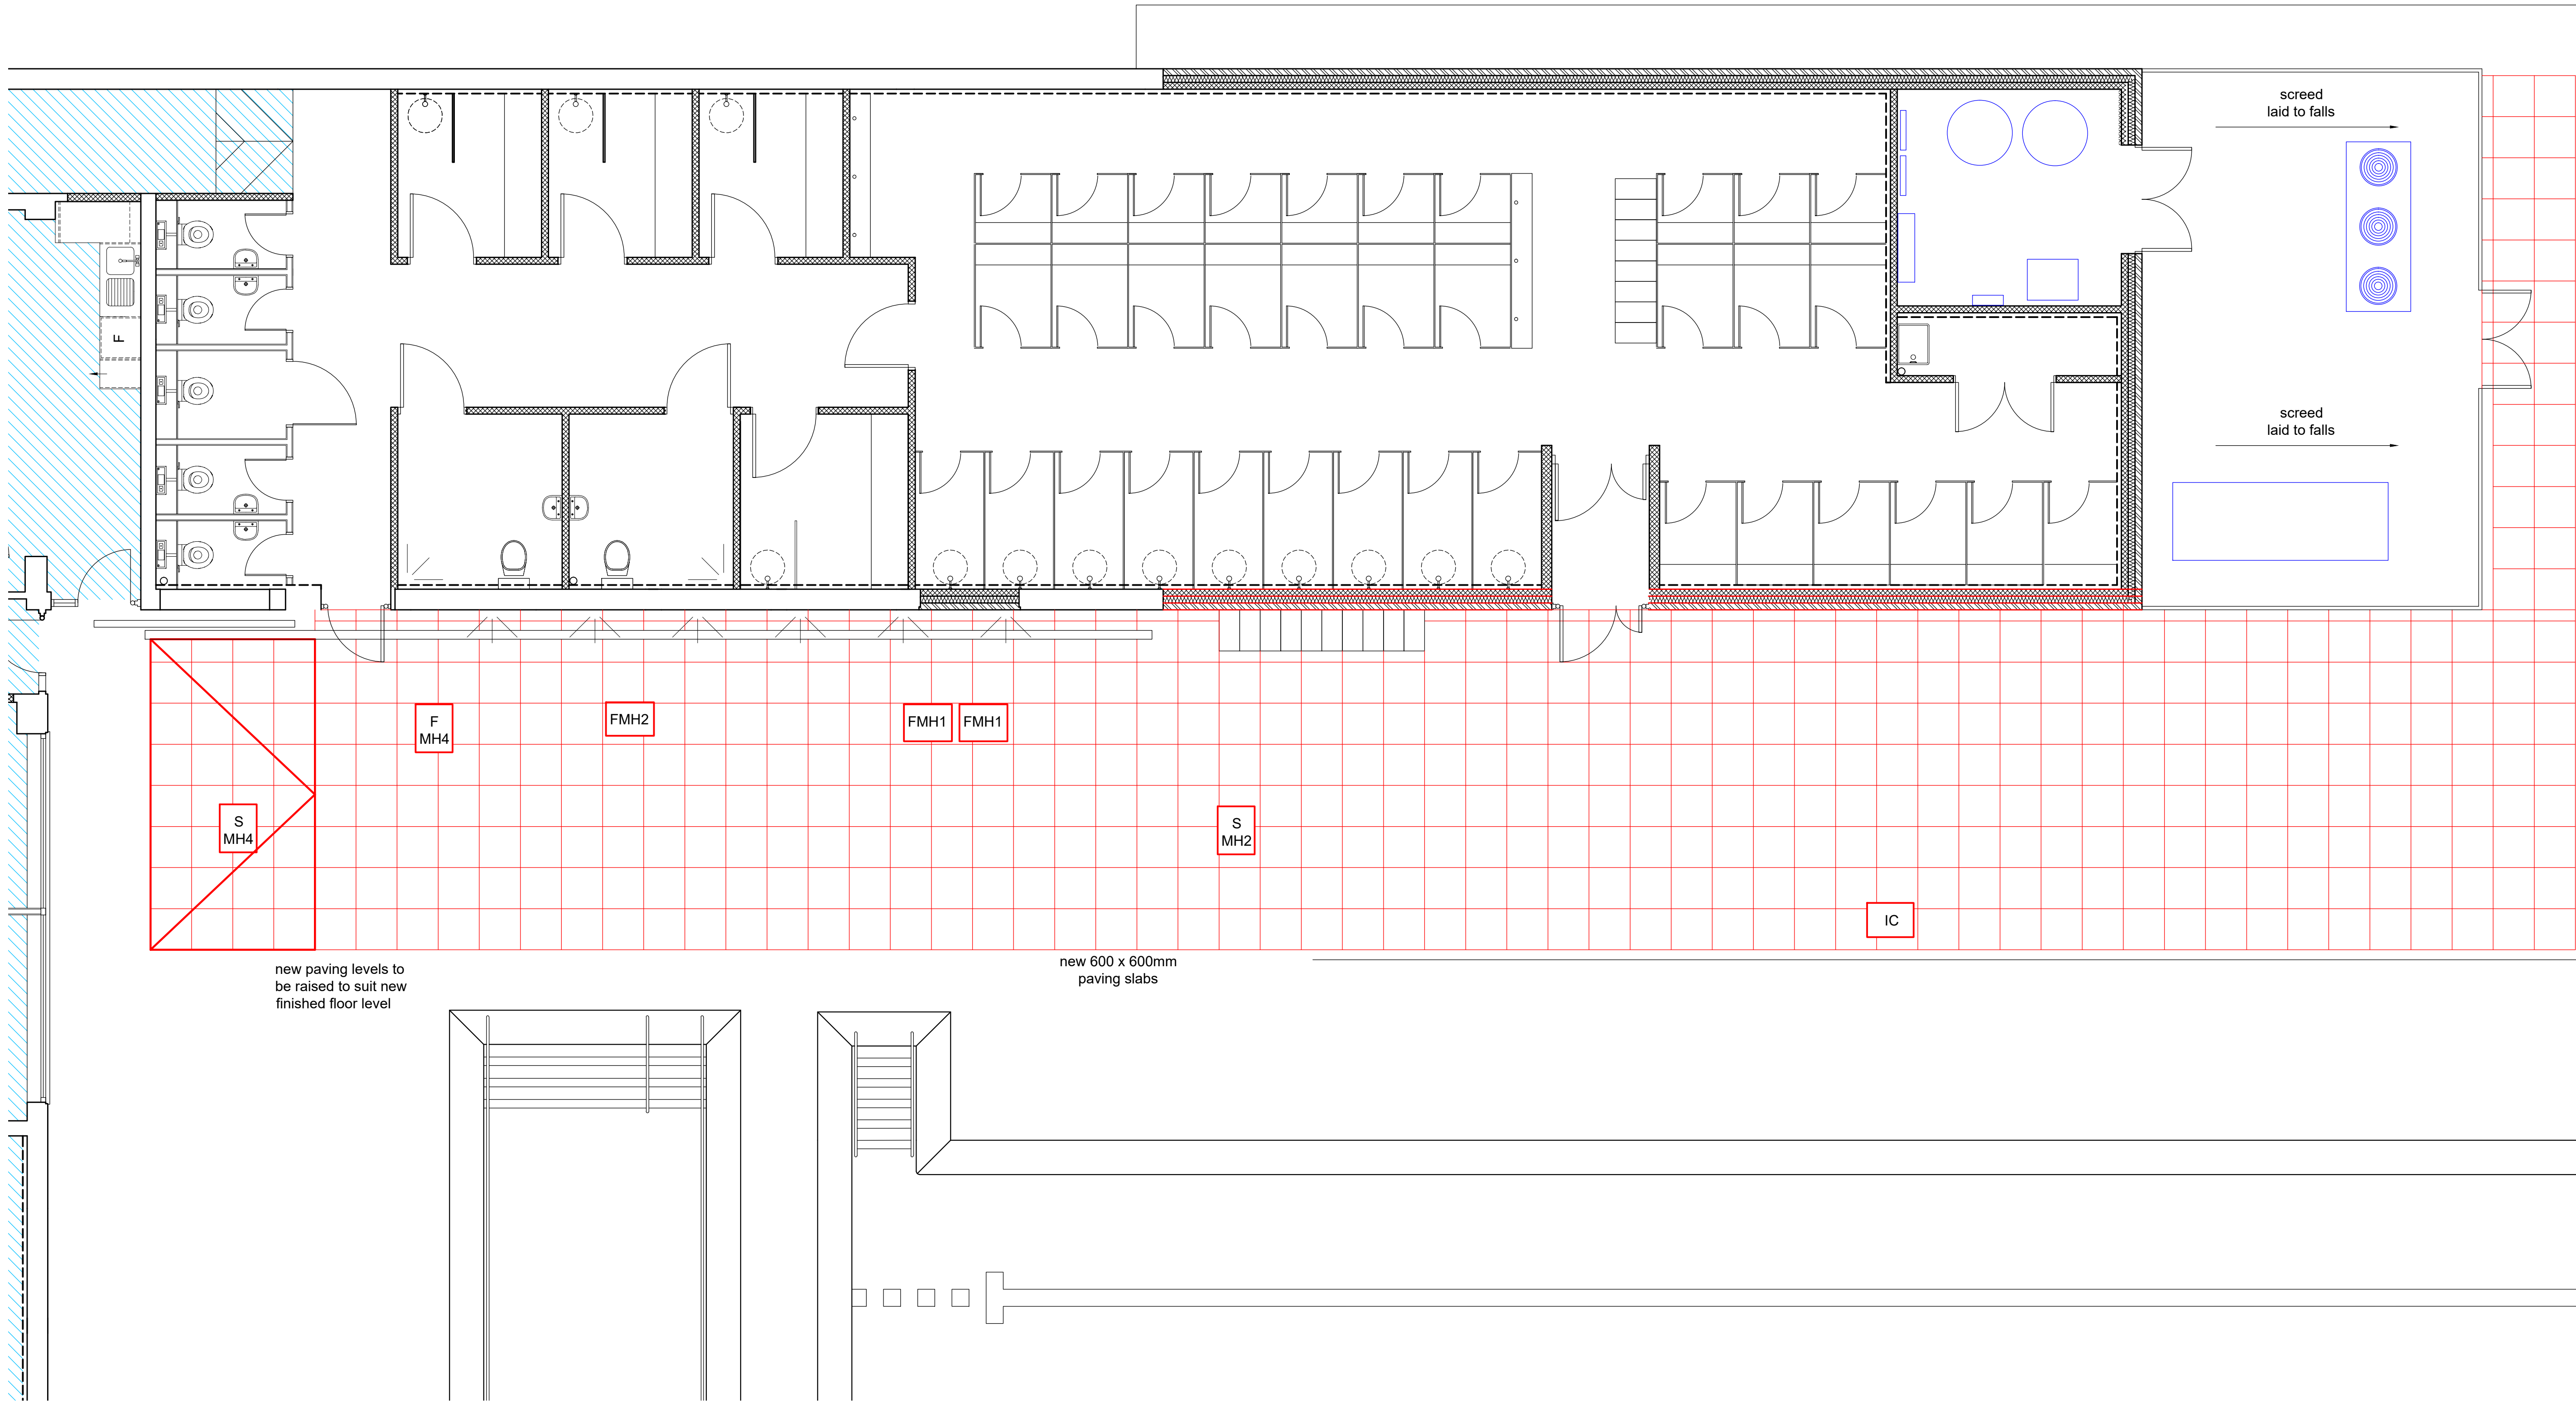 screed
laid to falls
F
screed
laid to falls
F
MH4
FMH2
FMH1
FMH1
S
MH4
S
MH2
IC
new paving levels to
be raised to suit new
finished floor level
new 600 x 600mm
paving slabs